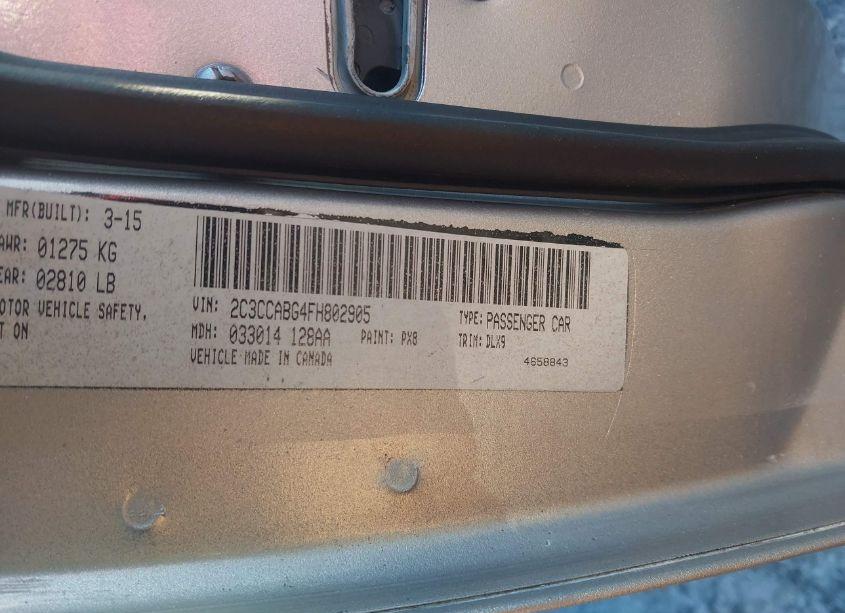 MFR(BUILT): 3-15
AWR: 01275 KG
EAR: 02810 LB
OTOR VEHICLE SAFETY,
T ON
VIN: 2C3CCABG4FH802905 TYPE: PASSENGER CAR
MDH: 033014 128AA PAINT: PX8 TRIM: DLX9
VEHICLE MADE IN CANADA 4658843